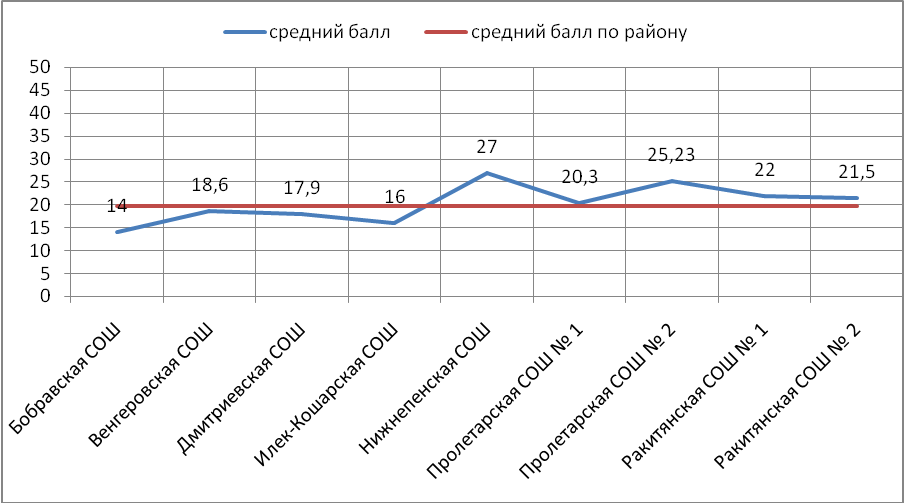 средний балл
средний балл по району
50
45
40
35
30
25
20
15
10
5
0
14
18,6
17,9
16
27
20,3
25,23
22
21,5
Бобравская СОШ
Венгеровская СОШ
Дмитриевская СОШ
Илек-Кошарская СОШ
Нижнепенская СОШ
Пролетарская СОШ № 1
Пролетарская СОШ № 2
Ракитянская СОШ № 1
Ракитянская СОШ № 2